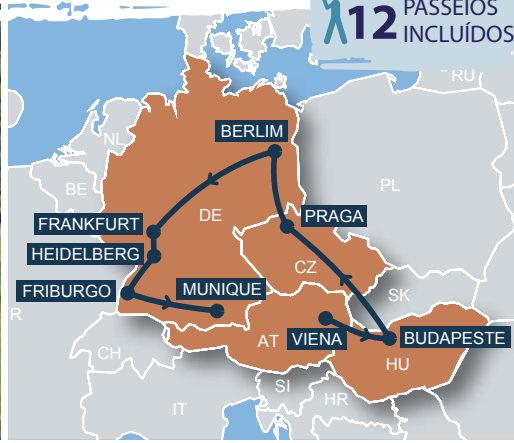 12 PASSEIOS
INCLUÍDOS
RU
NL
BERLIM
BE
PL
DE
FRANKFURT
PRAGA
HEIDELBERG
CZ
FRIBURGO
MUNIQUE
SK
R
AT
VIENA
BUDAPESTE
CH
HU
SI
HR
IT